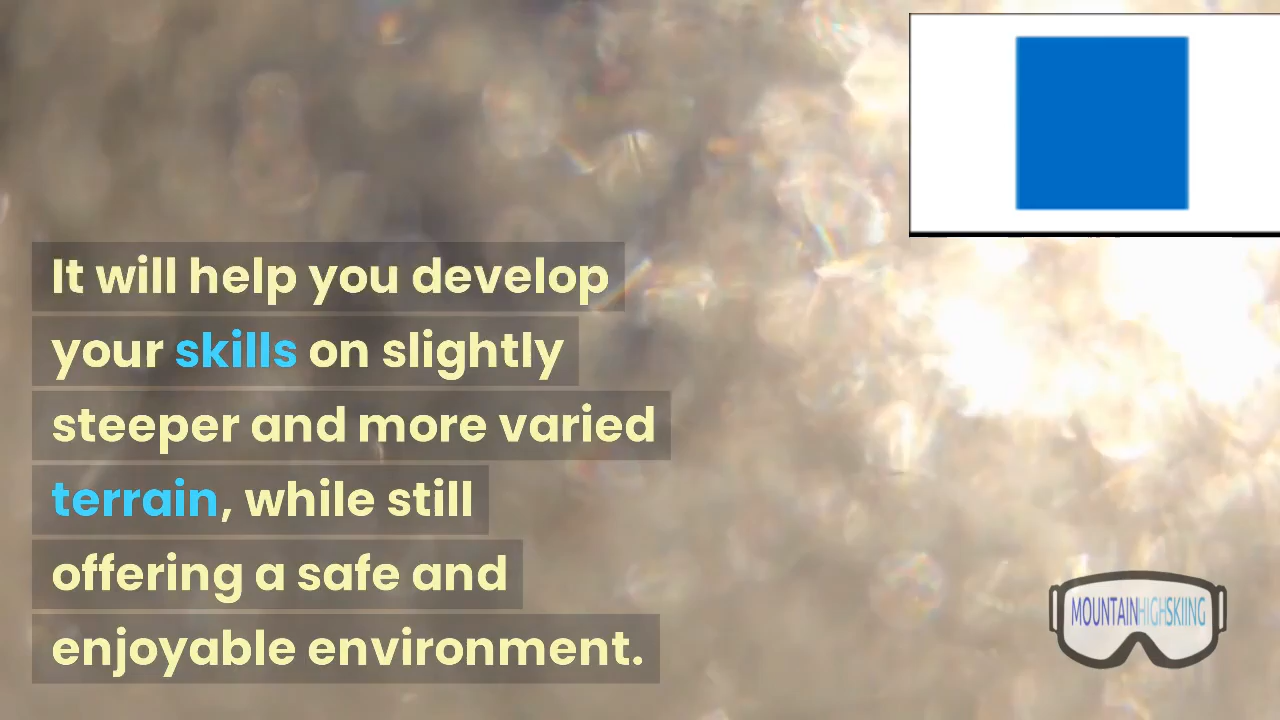 It will help you develop
your skills on slightly
steeper and more varied
terrain, while still
offering a safe and
enjoyable environment.
MOUNTAINHIGHSKIING